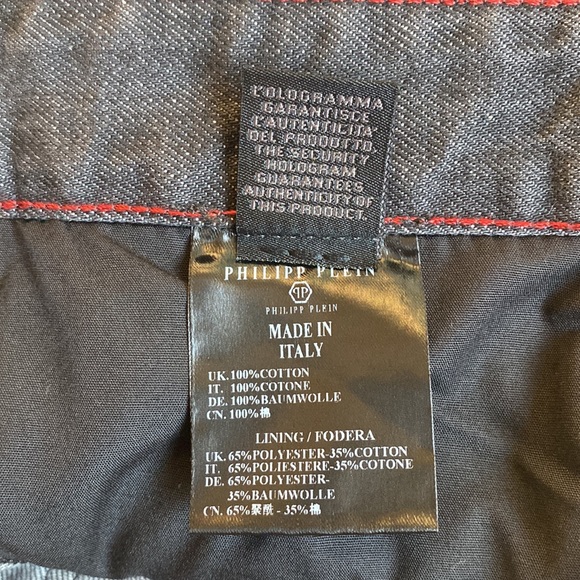 L'OLOGRAMMA
GARANTISCE
L'AUTENTICITA'
DEL PRODOTTO.
THE SECURITY
HOLOGRAM
GUARANTEES
AUTHENTICITY OF
THIS PRODUCT.
PHILIPP PLEIN
PP
PHILIPP PLEIN
MADE IN
ITALY
UK. 100%COTTON
IT. 100%COTONE
DE. 100%BAUMWOLLE
CN. 100%棉
LINING / FODERA
UK. 65%POLYESTER-35%COTTON
IT. 65%POLIESTERE-35%COTONE
DE. 65%POLYESTER-
35%BAUMWOLLE
CN. 65% 聚酯 - 35%棉